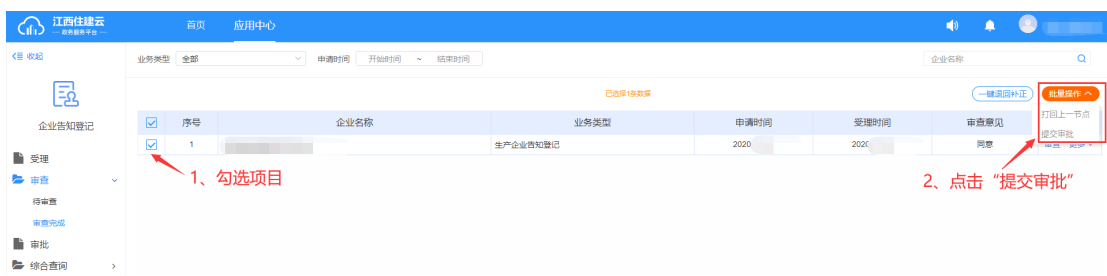 江西住建云
— 政务服务平台 —
首页 应用中心
收起
业务类型 全部 申请时间 开始时间 ~ 结束时间 企业名称
已选择1条数据
一键退回补正 批量操作
企业告知登记
序号 企业名称 业务类型 申请时间 受理时间 审查意见
打回上一节点
提交审批
1 生产企业告知登记 2020 2020 同意 审查 更多
受理
审查
待审查
审查完成
审批
综合查询
1、勾选项目
2、点击“提交审批”